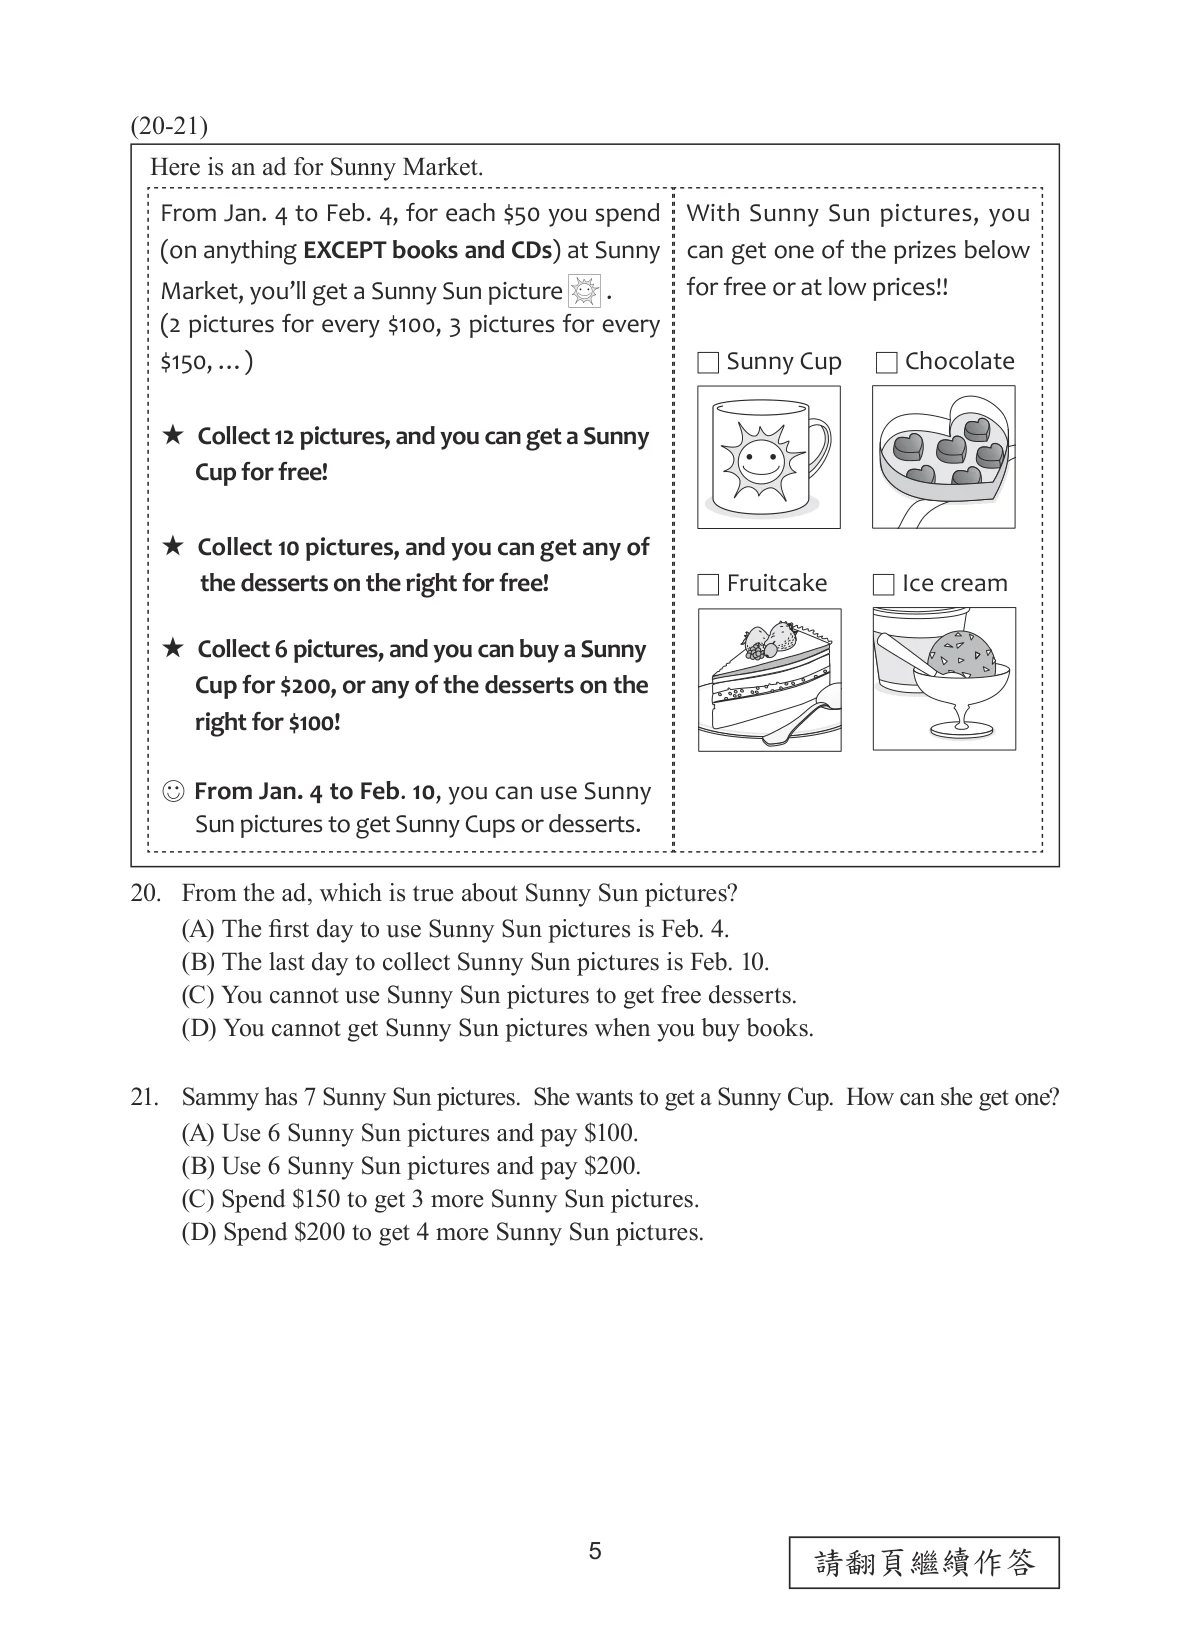 (20-21)
Here is an ad for Sunny Market.
From Jan. 4 to Feb. 4, for each $50 you spend
(on anything EXCEPT books and CDs) at Sunny
Market, you'll get a Sunny Sun picture .
(2 pictures for every $100, 3 pictures for every
$150, … )
★ Collect 12 pictures, and you can get a Sunny
Cup for free!
★ Collect 10 pictures, and you can get any of
the desserts on the right for free!
★ Collect 6 pictures, and you can buy a Sunny
Cup for $200, or any of the desserts on the
right for $100!
From Jan. 4 to Feb. 10, you can use Sunny
Sun pictures to get Sunny Cups or desserts.
With Sunny Sun pictures, you
can get one of the prizes below
for free or at low prices!!
□ Sunny Cup
□ Chocolate
□ Fruitcake
□ Ice cream
20. From the ad, which is true about Sunny Sun pictures?
(A) The first day to use Sunny Sun pictures is Feb. 4.
(B) The last day to collect Sunny Sun pictures is Feb. 10.
(C) You cannot use Sunny Sun pictures to get free desserts.
(D) You cannot get Sunny Sun pictures when you buy books.
21. Sammy has 7 Sunny Sun pictures. She wants to get a Sunny Cup. How can she get one?
(A) Use 6 Sunny Sun pictures and pay $100.
(B) Use 6 Sunny Sun pictures and pay $200.
(C) Spend $150 to get 3 more Sunny Sun pictures.
(D) Spend $200 to get 4 more Sunny Sun pictures.
5
請翻頁繼續作答